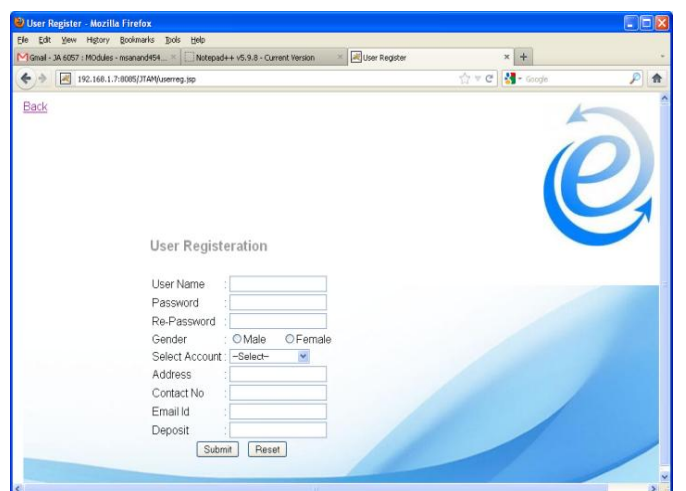 User Register - Mozilla Firefox
File Edit View History Bookmarks Tools Help
Gmail - JA 6057 : MOdules - msanand454... Notepad++ v5.9.8 - Current Version User Register
192.168.1.7:8085/JTAM/userreg.jsp Google
Back
e
User Registeration
User Name :
Password :
Re-Password :
Gender : Male Female
Select Account : --Select--
Address :
Contact No :
Email Id :
Deposit :
Submit Reset